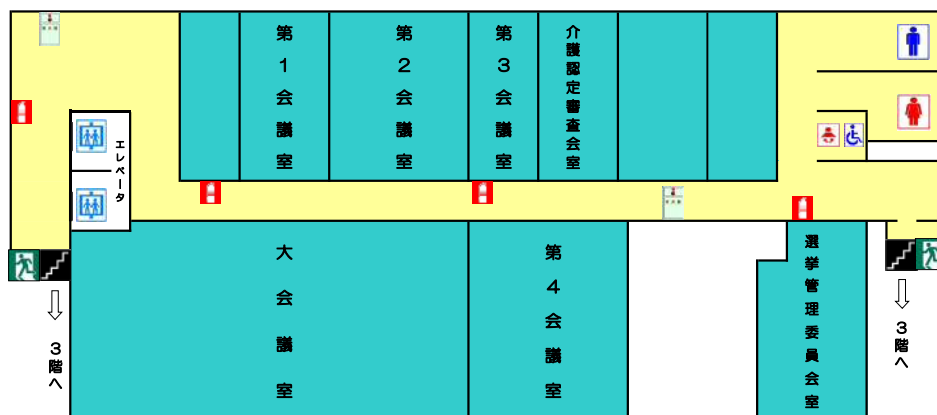 第1会議室
第2会議室
第3会議室
介護認定審査会室
エレベータ
大会議室
第4会議室
選挙管理委員会室
3階へ
3階へ